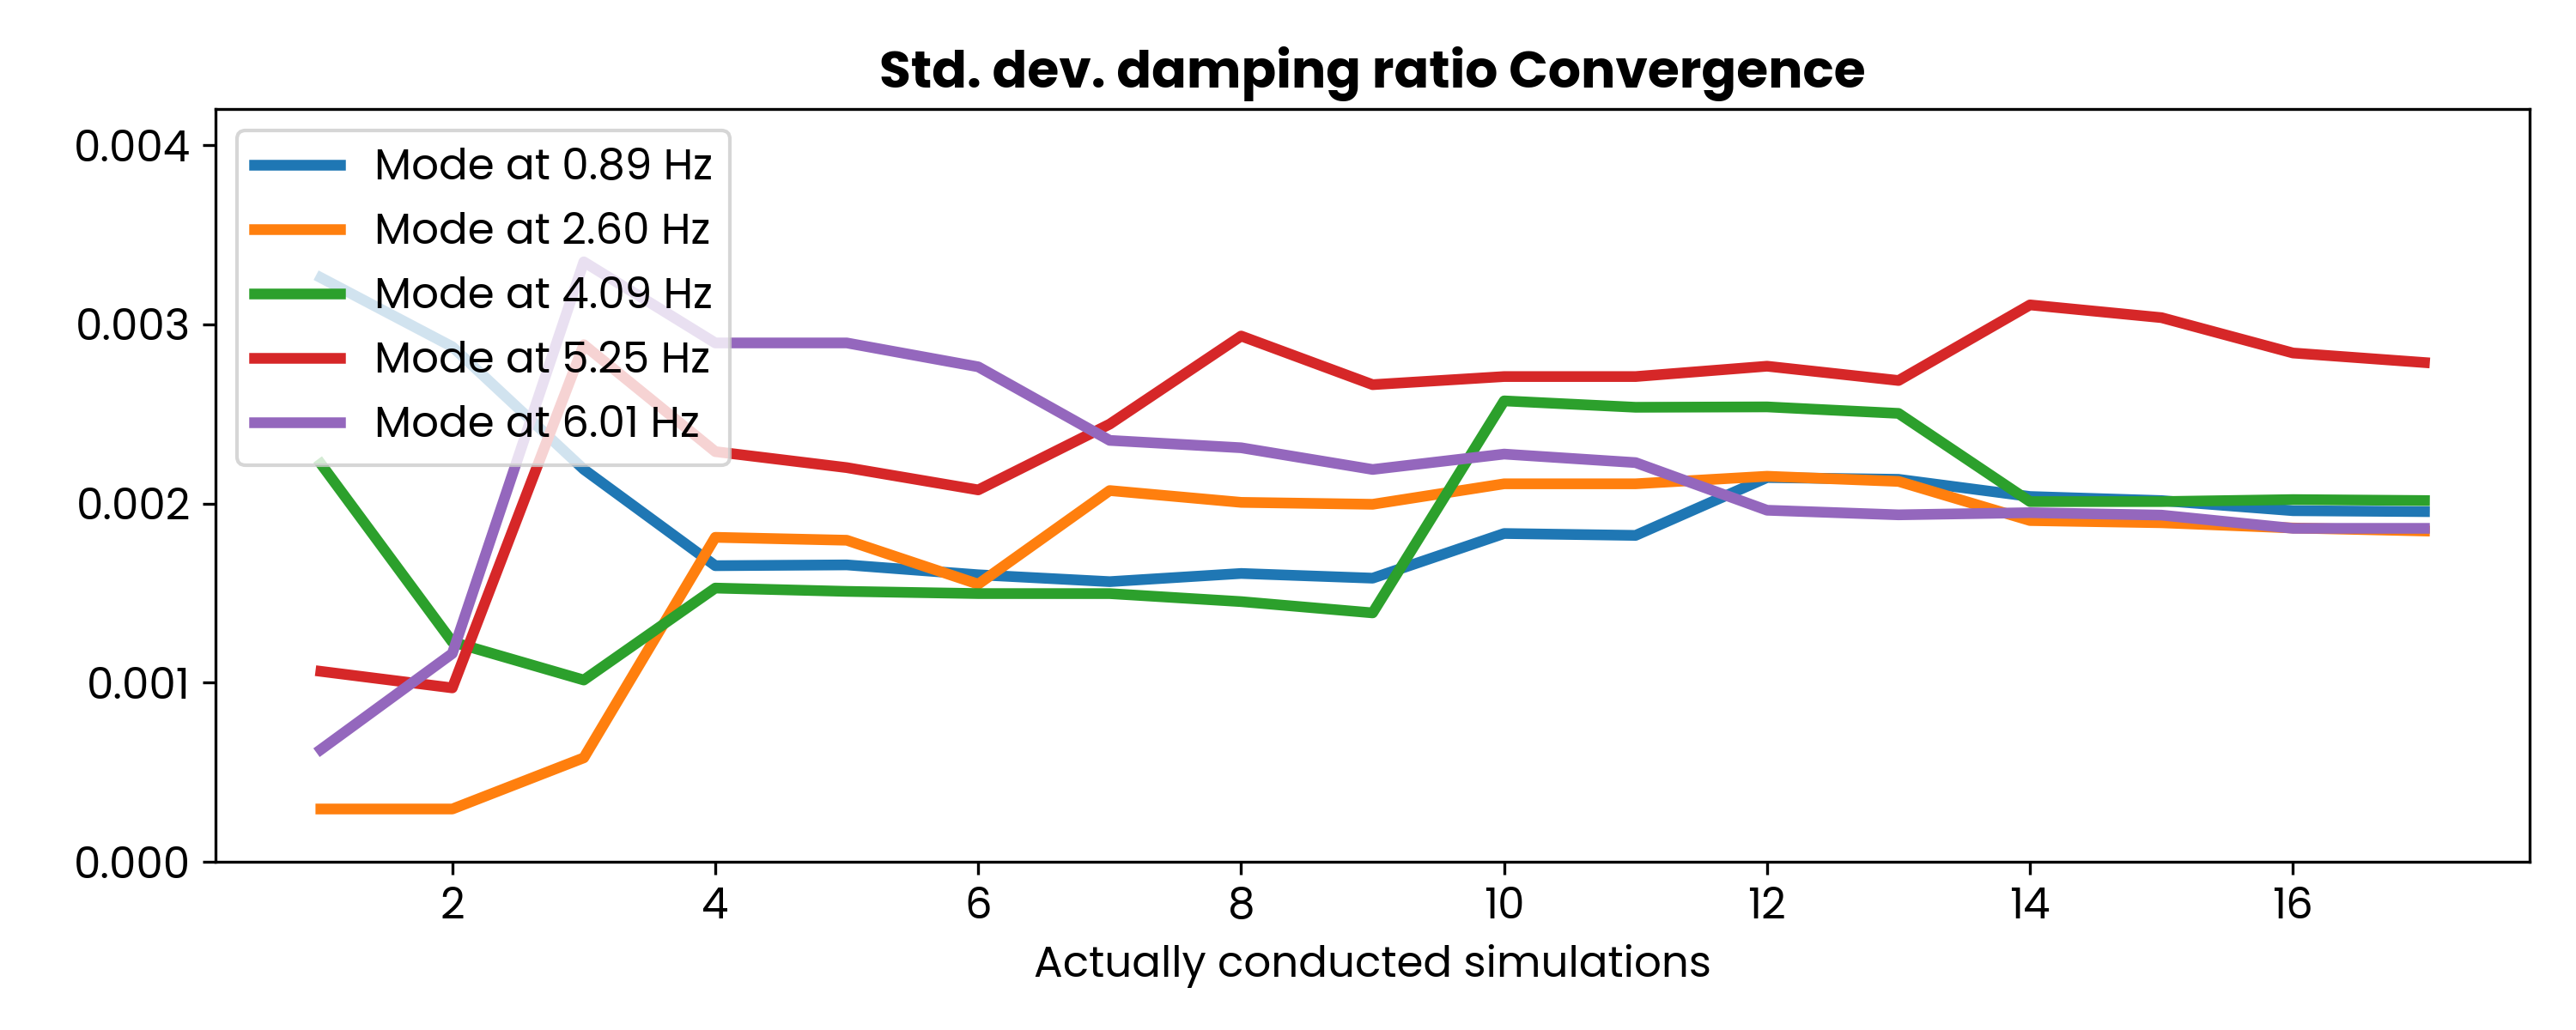 Std. dev. damping ratio Convergence
0.004
0.003
0.002
0.001
0.000
Mode at 0.89 Hz
Mode at 2.60 Hz
Mode at 4.09 Hz
Mode at 5.25 Hz
Mode at 6.01 Hz
2 4 6 8 10 12 14 16
Actually conducted simulations